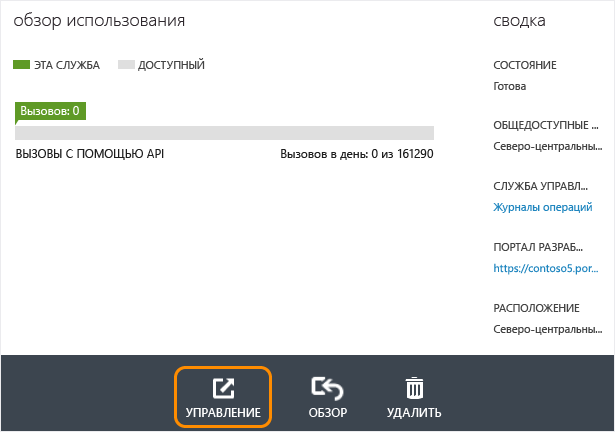 обзор использования
ЭТА СЛУЖБА
ДОСТУПНЫЙ
Вызовов: 0
ВЫЗОВЫ С ПОМОЩЬЮ API
Вызовов в день: 0 из 161290
сводка
СОСТОЯНИЕ
Готова
ОБЩЕДОСТУПНЫЕ ...
Северо-центральны...
СЛУЖБА УПРАВЛ...
Журналы операций
ПОРТАЛ РАЗРАБ...
https://contoso5.por...
РАСПОЛОЖЕНИЕ
Северо-центральны...
УПРАВЛЕНИЕ
ОБЗОР
УДАЛИТЬ